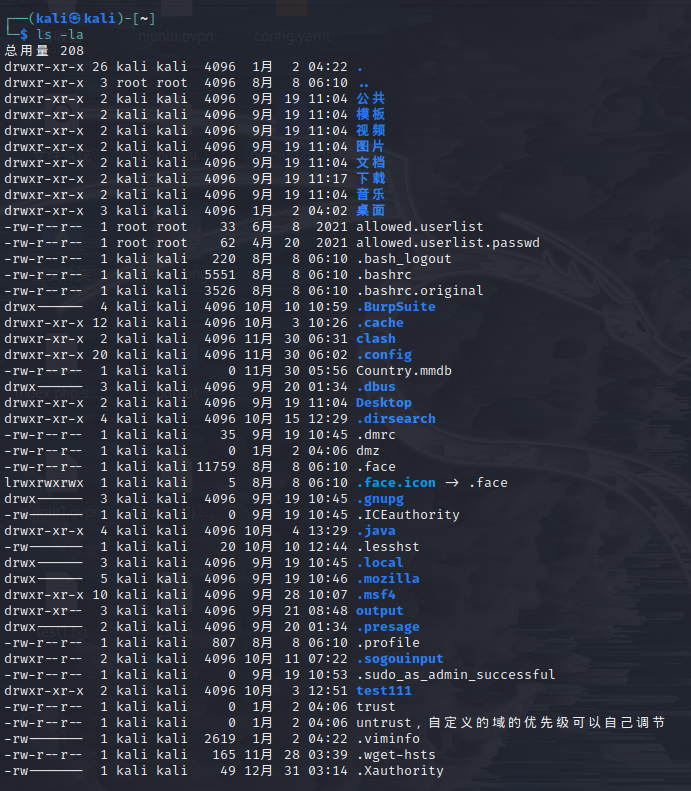 ┌──(kali㉿kali)-[~]
└─$ ls -la
总用量 208
drwxr-xr-x 26 kali kali  4096  1月   2 04:22 .
drwxr-xr-x  3 root root  4096  8月   8 06:10 ..
drwxr-xr-x  2 kali kali  4096  9月  19 11:04 公共
drwxr-xr-x  2 kali kali  4096  9月  19 11:04 模板
drwxr-xr-x  2 kali kali  4096  9月  19 11:04 视频
drwxr-xr-x  2 kali kali  4096  9月  19 11:04 图片
drwxr-xr-x  2 kali kali  4096  9月  19 11:04 文档
drwxr-xr-x  2 kali kali  4096  9月  19 11:17 下载
drwxr-xr-x  2 kali kali  4096  9月  19 11:04 音乐
drwxr-xr-x  3 kali kali  4096  1月   2 04:02 桌面
-rw-r--r--  1 root root    33  6月   8  2021 allowed.userlist
-rw-r--r--  1 root root    62  4月  20  2021 allowed.userlist.passwd
-rw-r--r--  1 kali kali   220  8月   8 06:10 .bash_logout
-rw-r--r--  1 kali kali  5551  8月   8 06:10 .bashrc
-rw-r--r--  1 kali kali  3526  8月   8 06:10 .bashrc.original
drwx------  4 kali kali  4096 10月  10 10:59 .BurpSuite
drwxr-xr-x 12 kali kali  4096 10月   3 10:26 .cache
drwxr-xr-x  2 kali kali  4096 11月  30 06:31 clash
drwxr-xr-x 20 kali kali  4096 11月  30 06:02 .config
-rw-r--r--  1 kali kali     0 11月  30 05:56 Country.mmdb
drwx------  3 kali kali  4096  9月  20 01:34 .dbus
drwxr-xr-x  2 kali kali  4096  9月  19 11:04 Desktop
drwxr-xr-x  4 kali kali  4096 10月  15 12:29 .dirsearch
-rw-r--r--  1 kali kali    35  9月  19 10:45 .dmrc
-rw-r--r--  1 kali kali     0  1月   2 04:06 dmz
-rw-r--r--  1 kali kali 11759  8月   8 06:10 .face
lrwxrwxrwx  1 kali kali     5  8月   8 06:10 .face.icon -> .face
drwx------  3 kali kali  4096  9月  19 10:45 .gnupg
-rw-------  1 kali kali     0  9月  19 10:45 .ICEauthority
drwxr-xr-x  4 kali kali  4096 10月   4 13:29 .java
-rw-------  1 kali kali    20 10月  10 12:44 .lesshst
drwx------  3 kali kali  4096  9月  19 10:45 .local
drwx------  5 kali kali  4096  9月  19 10:46 .mozilla
drwxr-xr-x 10 kali kali  4096  9月  28 10:07 .msf4
drwxr-xr--  3 kali kali  4096  9月  21 08:48 output
drwx------  2 kali kali  4096  9月  20 01:34 .presage
-rw-r--r--  1 kali kali   807  8月   8 06:10 .profile
drwxr-xr-x  2 kali kali  4096 10月  11 07:22 .sogouinput
-rw-r--r--  1 kali kali     0  9月  19 10:53 .sudo_as_admin_successful
drwxr-xr-x  2 kali kali  4096 10月   3 12:51 test111
-rw-r--r--  1 kali kali     0  1月   2 04:06 trust
-rw-r--r--  1 kali kali     0  1月   2 04:06 untrust，自定义的域的优先级可以自己调节
-rw-------  1 kali kali  2619  1月   2 04:22 .viminfo
-rw-r--r--  1 kali kali   165 11月  28 03:39 .wget-hsts
-rw-------  1 kali kali    49 12月  31 03:14 .Xauthority